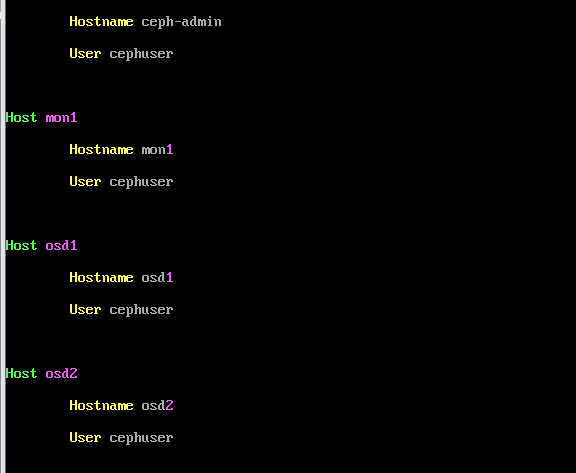 Hostname ceph-admin
User cephuser
Host mon1
Hostname mon1
User cephuser
Host osd1
Hostname osd1
User cephuser
Host osd2
Hostname osd2
User cephuser